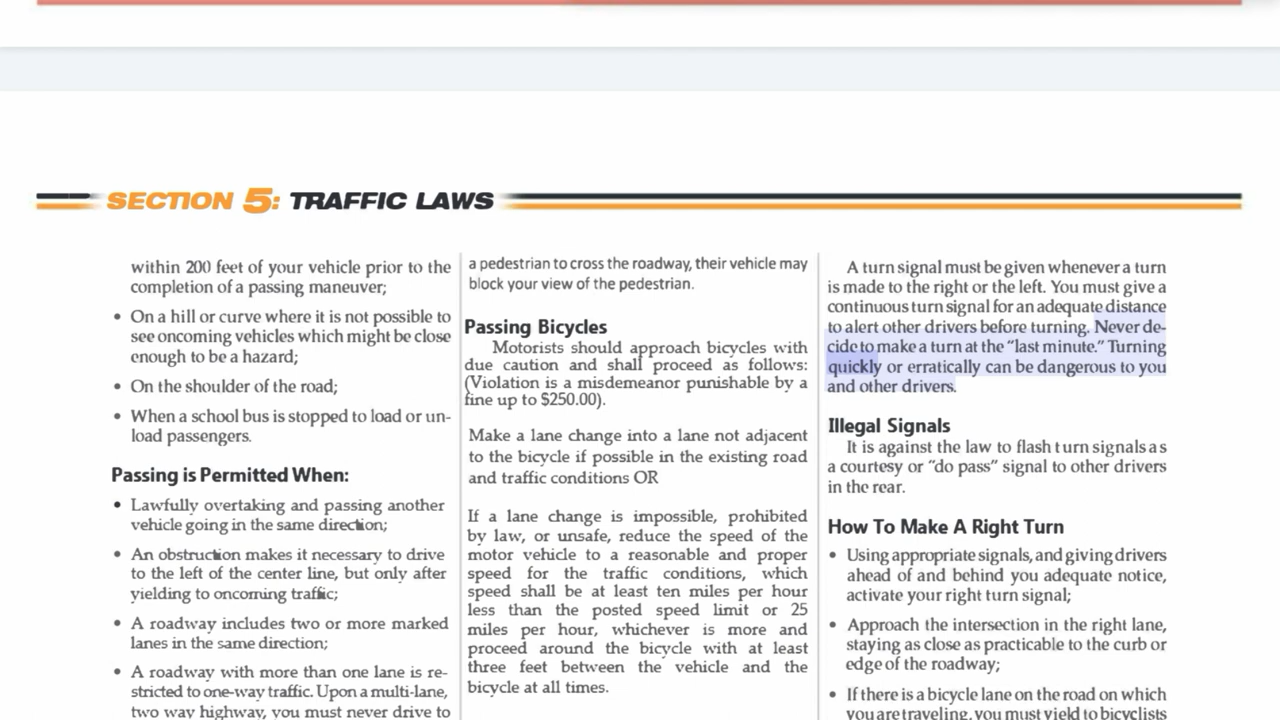 SECTION 5: TRAFFIC LAWS
within 200 feet of your vehicle prior to the
completion of a passing maneuver;
• On a hill or curve where it is not possible to
see oncoming vehicles which might be close
enough to be a hazard;
• On the shoulder of the road;
• When a school bus is stopped to load or un-
load passengers.
Passing is Permitted When:
• Lawfully overtaking and passing another
vehicle going in the same direction;
• An obstruction makes it necessary to drive
to the left of the center line, but only after
yielding to oncoming traffic;
• A roadway includes two or more marked
lanes in the same direction;
• A roadway with more than one lane is re-
stricted to one-way traffic. Upon a multi-lane,
two way highway, you must never drive to
a pedestrian to cross the roadway, their vehicle may
block your view of the pedestrian.
Passing Bicycles
Motorists should approach bicycles with
due caution and shall proceed as follows:
(Violation is a misdemeanor punishable by a
fine up to $250.00).
Make a lane change into a lane not adjacent
to the bicycle if possible in the existing road
and traffic conditions OR
If a lane change is impossible, prohibited
by law, or unsafe, reduce the speed of the
motor vehicle to a reasonable and proper
speed for the traffic conditions, which
speed shall be at least ten miles per hour
less than the posted speed limit or 25
miles per hour, whichever is more and
proceed around the bicycle with at least
three feet between the vehicle and the
bicycle at all times.
A turn signal must be given whenever a turn
is made to the right or the left. You must give a
continuous turn signal for an adequate distance
to alert other drivers before turning. Never de-
cide to make a turn at the "last minute." Turning
quickly or erratically can be dangerous to you
and other drivers.
Illegal Signals
It is against the law to flash turn signals as
a courtesy or "do pass" signal to other drivers
in the rear.
How To Make A Right Turn
• Using appropriate signals, and giving drivers
ahead of and behind you adequate notice,
activate your right turn signal;
• Approach the intersection in the right lane,
staying as close as practicable to the curb or
edge of the roadway;
• If there is a bicycle lane on the road on which
you are traveling, you must yield to bicyclists